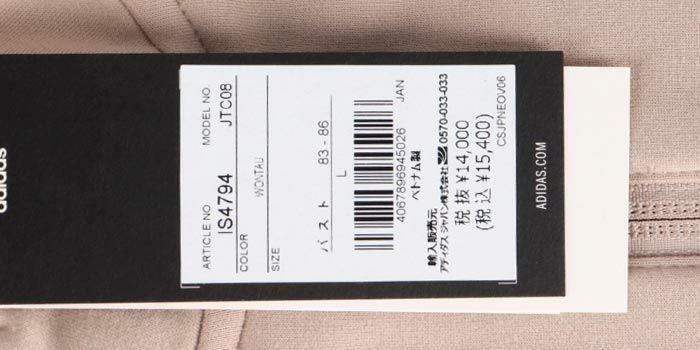 adidas
ARTICLE NO. MODEL NO
IS4794 JTC08
COLOR
WONTAU
SIZE
バスト 83 - 86
L
4067896945026 JAN
ベトナム製
輸入販売元
アディダス ジャパン株式会社 0570-033-033
税抜 ¥14,000
(税込 ¥15,400)
CSJPNEOV06
ADIDAS.COM